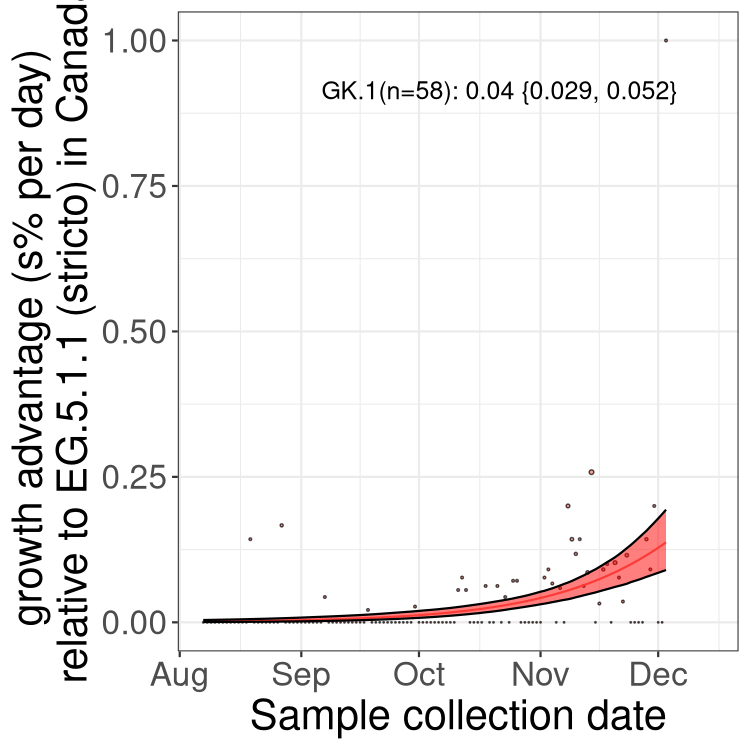 growth advantage (s% per day)
relative to EG.5.1.1 (stricto) in Canada
1.00
0.75
0.50
0.25
0.00
GK.1(n=58): 0.04 {0.029, 0.052}
Aug Sep Oct Nov Dec
Sample collection date